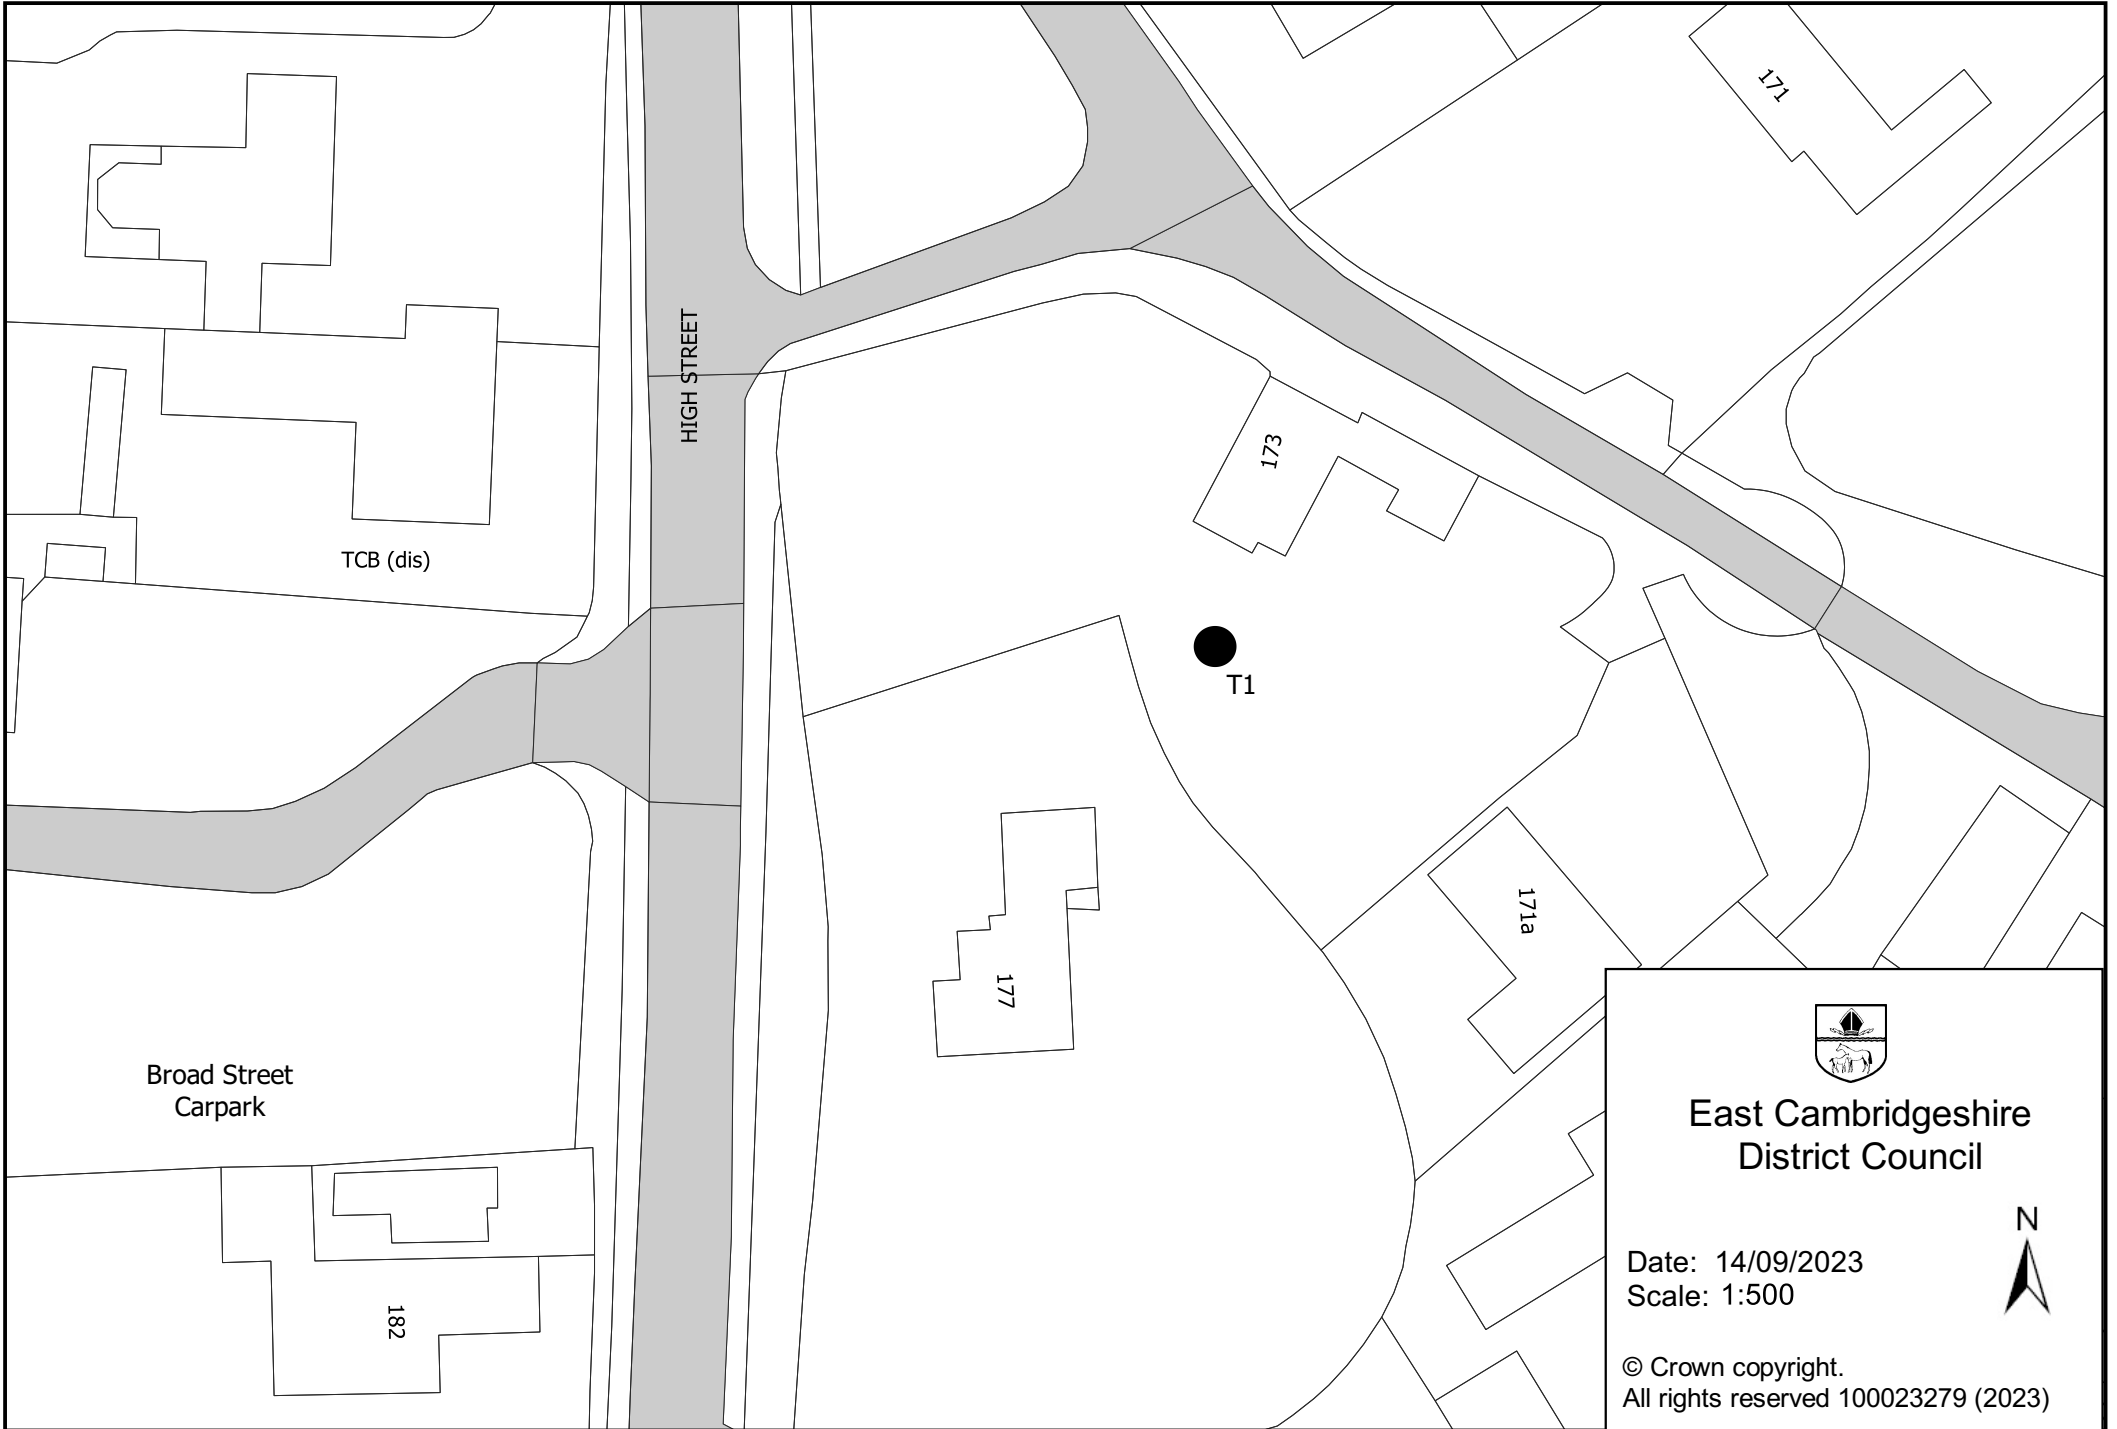 171
HIGH STREET
173
TCB (dis)
T1
171a
177
Broad Street
Carpark
182
East Cambridgeshire
District Council
N
Date: 14/09/2023
Scale: 1:500
© Crown copyright.
All rights reserved 100023279 (2023)